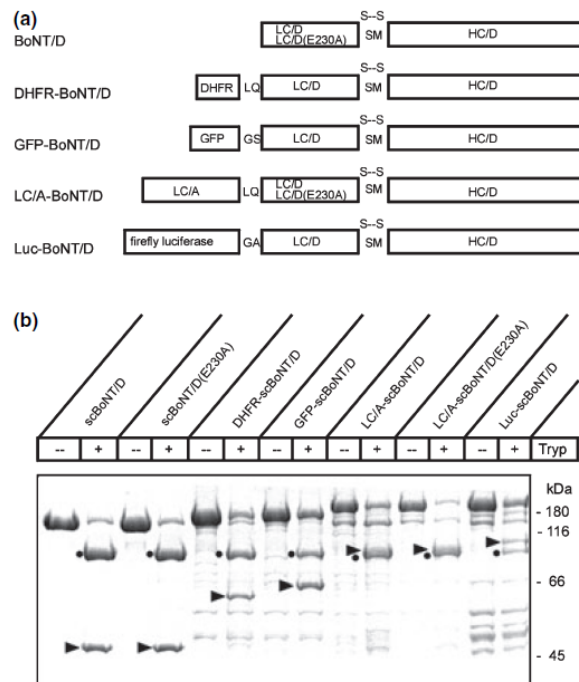 (a)
BoNT/D LC/D S--S
LC/D(E230A) SM HC/D
DHFR-BoNT/D DHFR LQ LC/D S--S SM HC/D
GFP-BoNT/D GFP GS LC/D S--S SM HC/D
LC/A-BoNT/D LC/A LQ LC/D S--S
LC/D(E230A) SM HC/D
Luc-BoNT/D firefly luciferase GA LC/D S--S SM HC/D
(b)
scBoNT/D
scBoNT/D(E230A)
DHFR-scBoNT/D
GFP-scBoNT/D
LC/A-scBoNT/D
LC/A-scBoNT/D(E230A)
Luc-scBoNT/D
-- + -- + -- + -- + -- + -- + -- + Tryp
kDa
- 180
- 116
- 66
- 45